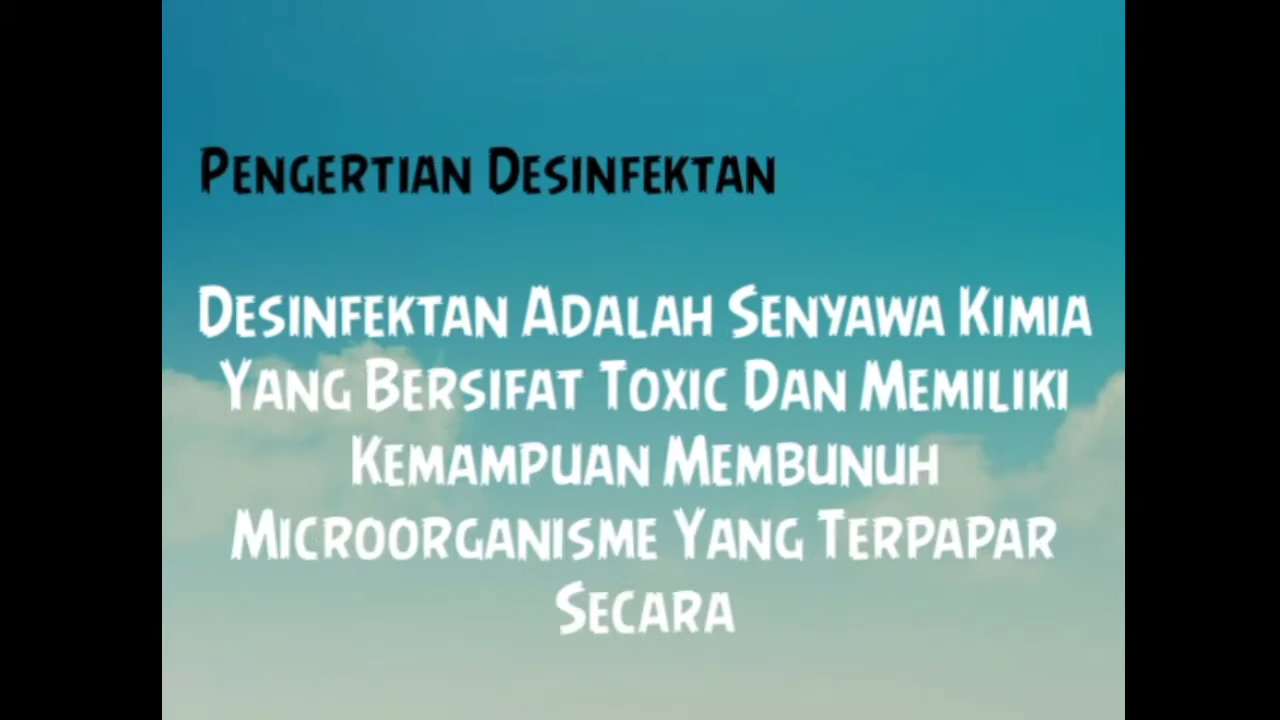 Pengertian Desinfektan
Desinfektan Adalah Senyawa Kimia
Yang Bersifat Toxic Dan Memiliki
Kemampuan Membunuh
Microorganisme Yang Terpapar
Secara